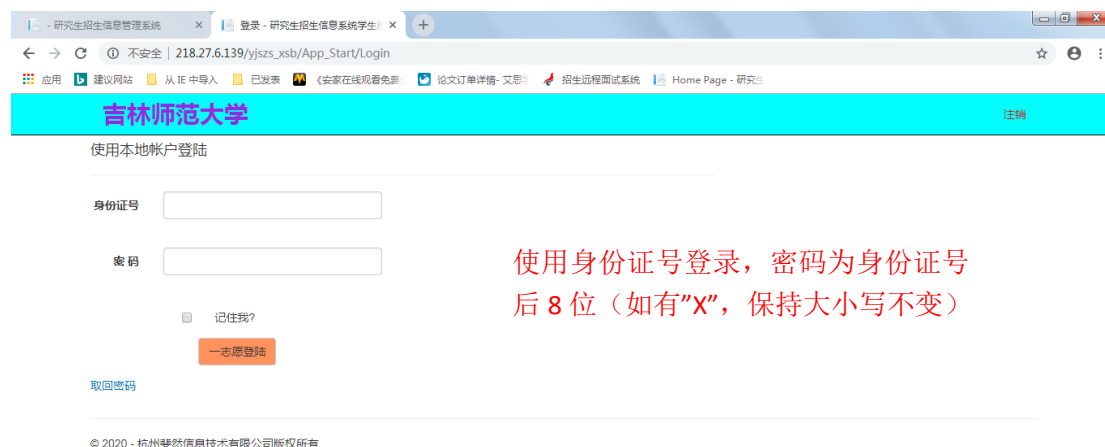 - 研究生招生信息管理系统
登录 - 研究生招生信息系统学生
不安全 | 218.27.6.139/yjszs_xsb/App_Start/Login
应用 建议网站 从 IE 中导入 已发表 《安家在线观看免费 论文订单详情- 艾思 招生远程面试系统 Home Page - 研究生
吉林师范大学 注销
使用本地帐户登陆
身份证号
密 码
使用身份证号登录，密码为身份证号
后 8 位（如有”X”，保持大小写不变）
记住我?
一志愿登陆
取回密码
© 2020 - 杭州斐然信息技术有限公司版权所有